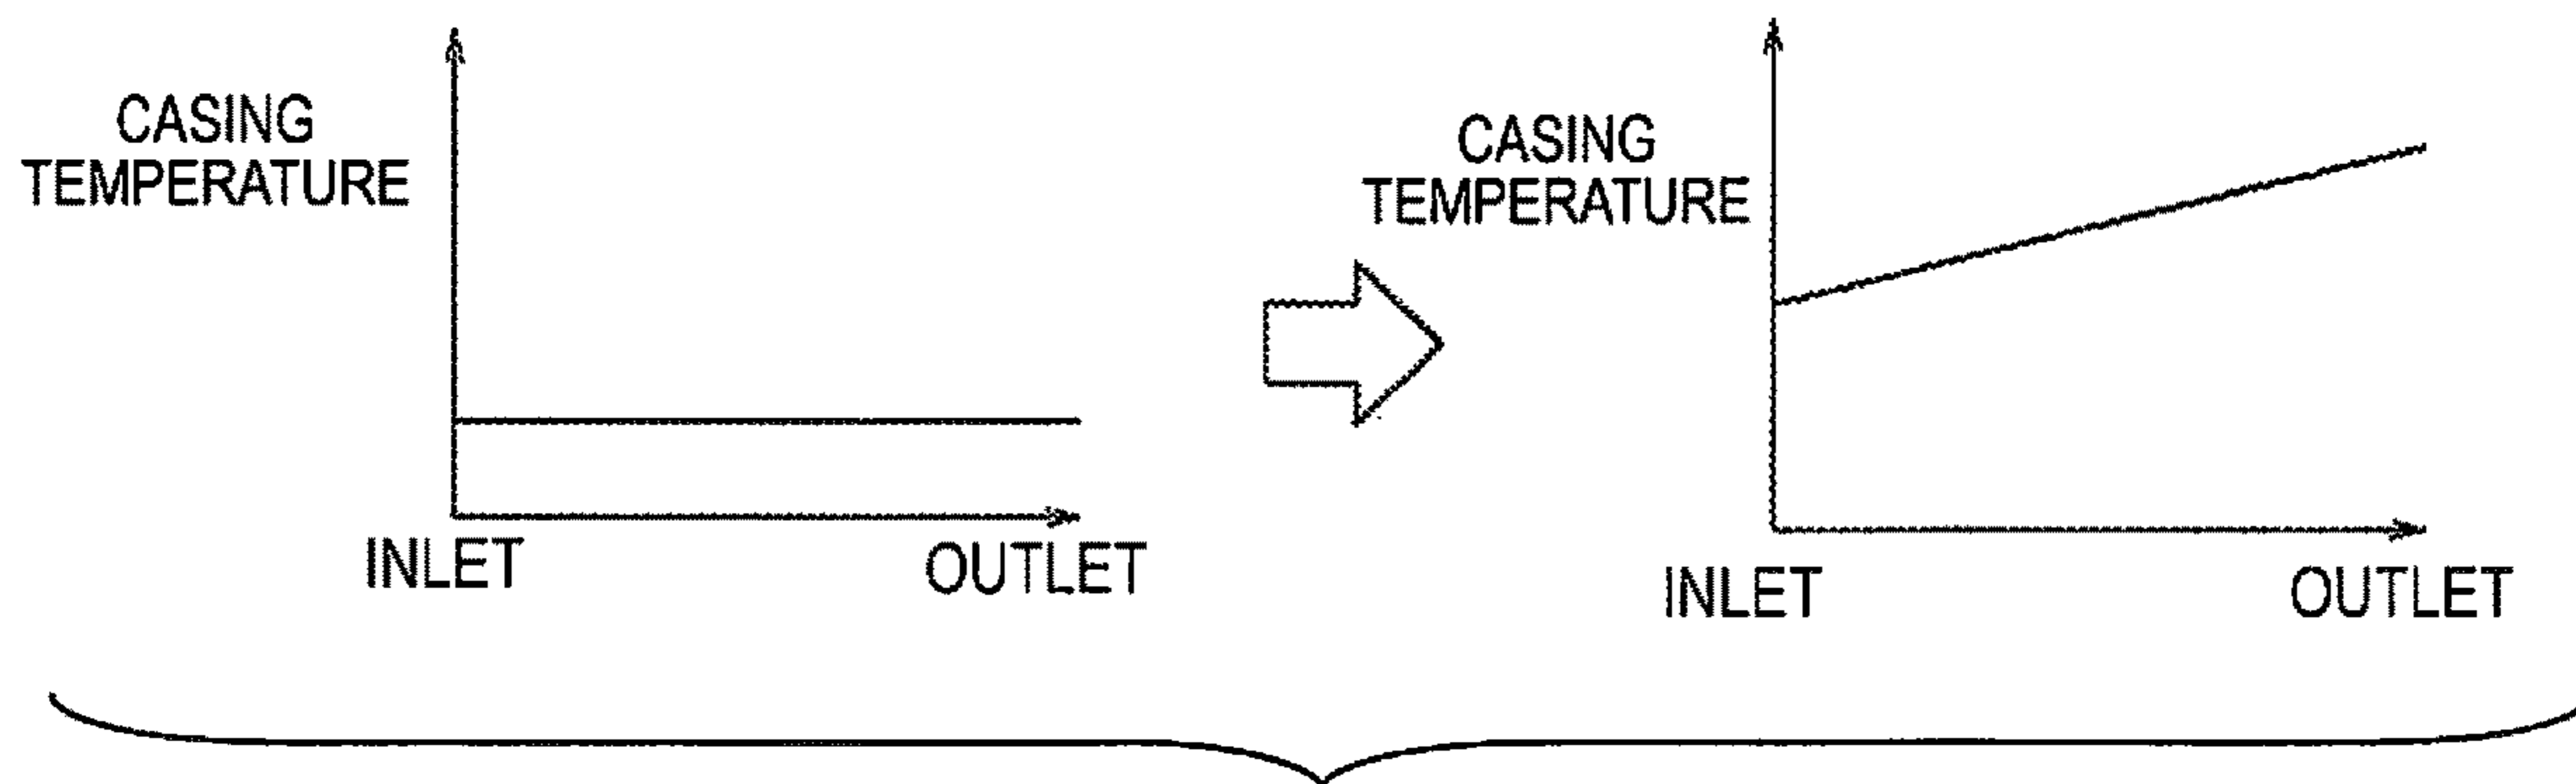 CASING
TEMPERATURE
INLET
OUTLET
CASING
TEMPERATURE
INLET
OUTLET